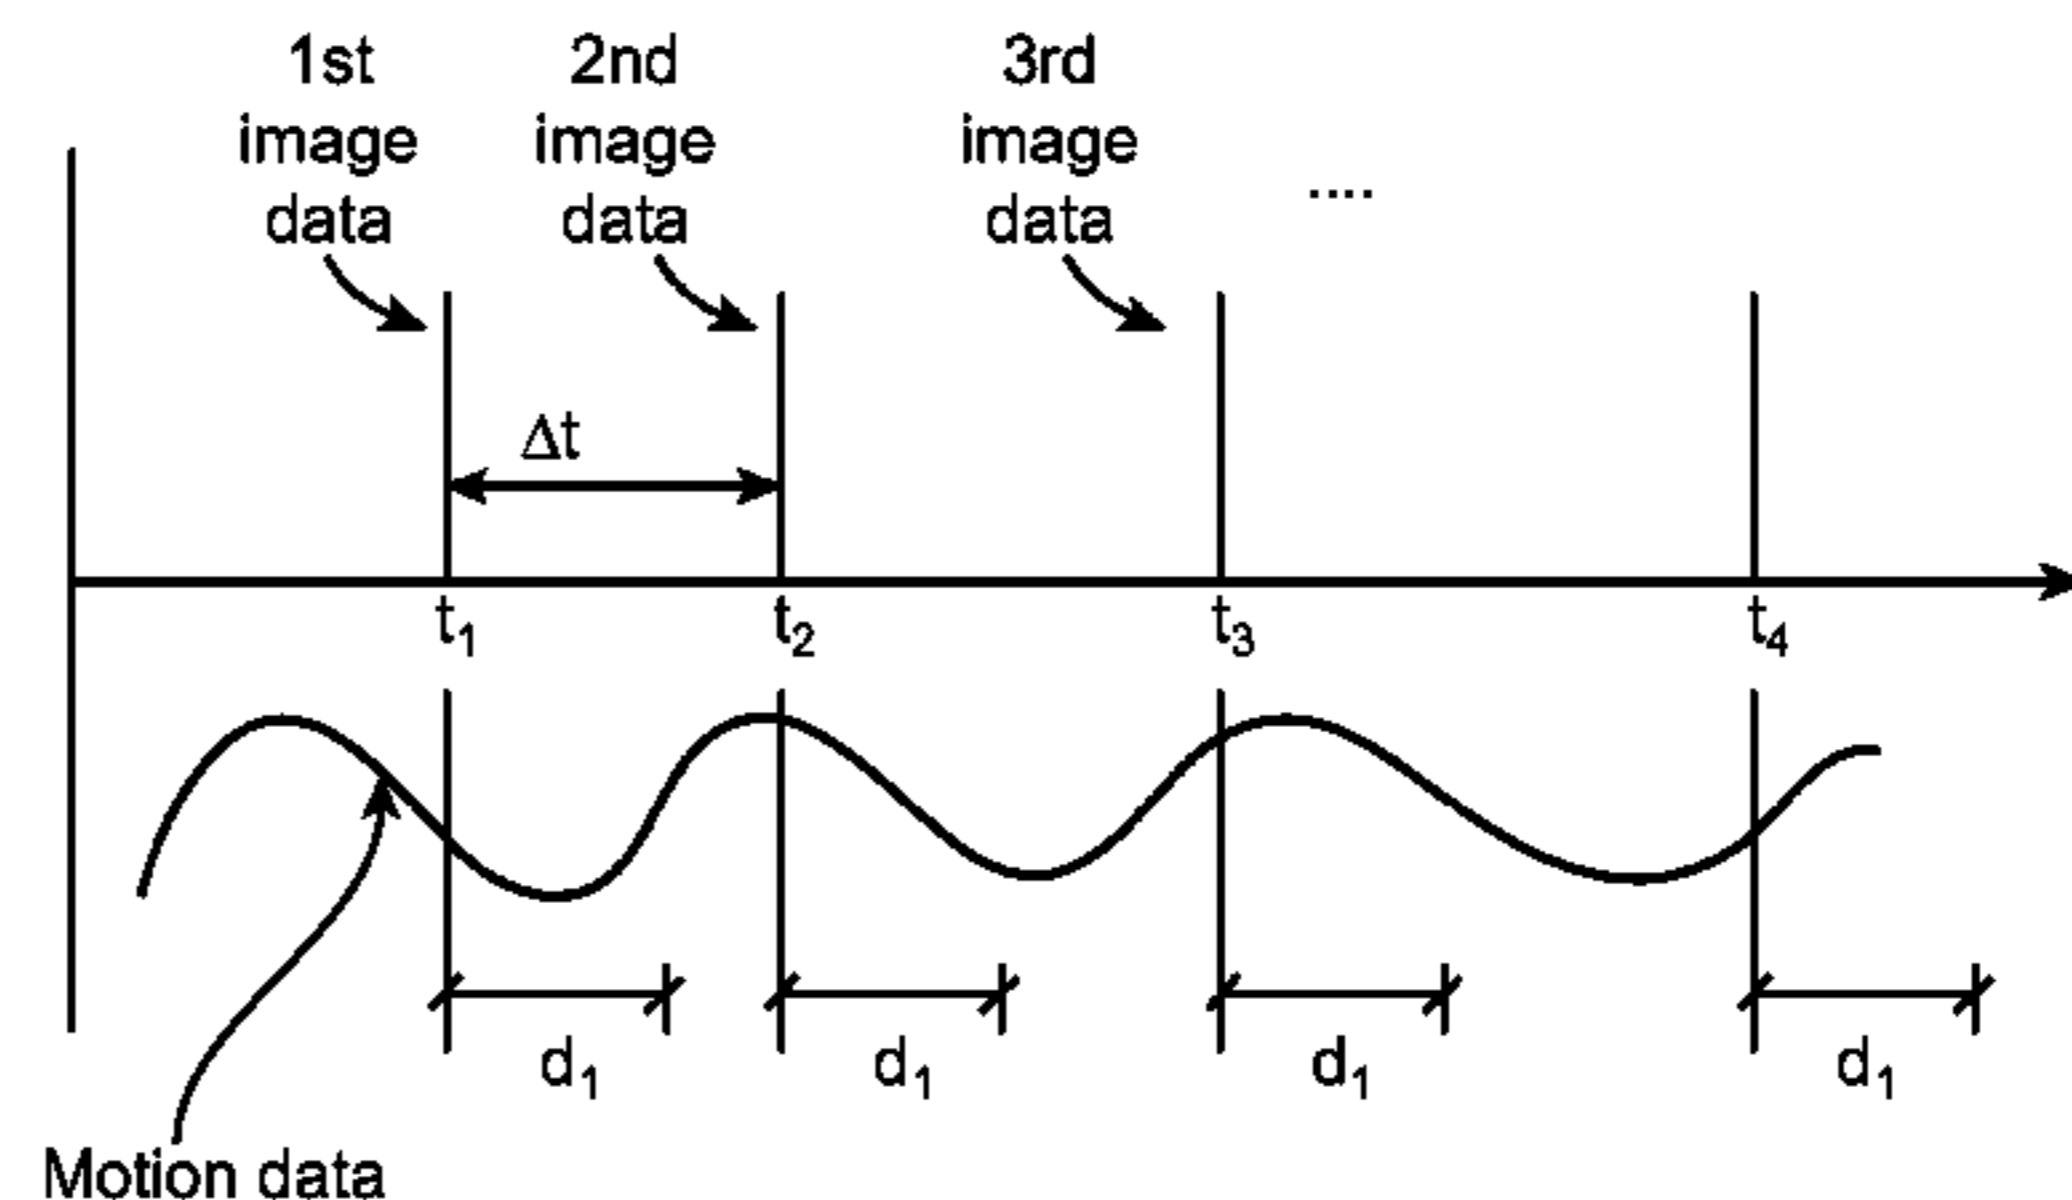 1st
image
data
2nd
image
data
3rd
image
data
....
Δt
t1
t2
t3
t4
d1
d1
d1
d1
Motion data